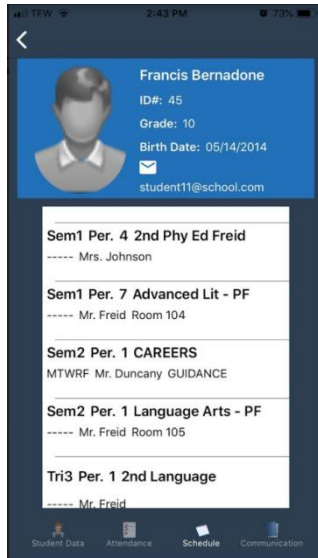 TFW 2:43 PM 73%
Francis Bernadone
ID#: 45
Grade: 10
Birth Date: 05/14/2014
student11@school.com
Sem1 Per. 4 2nd Phy Ed Freid
----- Mrs. Johnson
Sem1 Per. 7 Advanced Lit - PF
----- Mr. Freid Room 104
Sem2 Per. 1 CAREERS
MTWRF Mr. Duncany GUIDANCE
Sem2 Per. 1 Language Arts - PF
----- Mr. Freid Room 105
Tri3 Per. 1 2nd Language
----- Mr. Freid
Student Data Attendance Schedule Communication